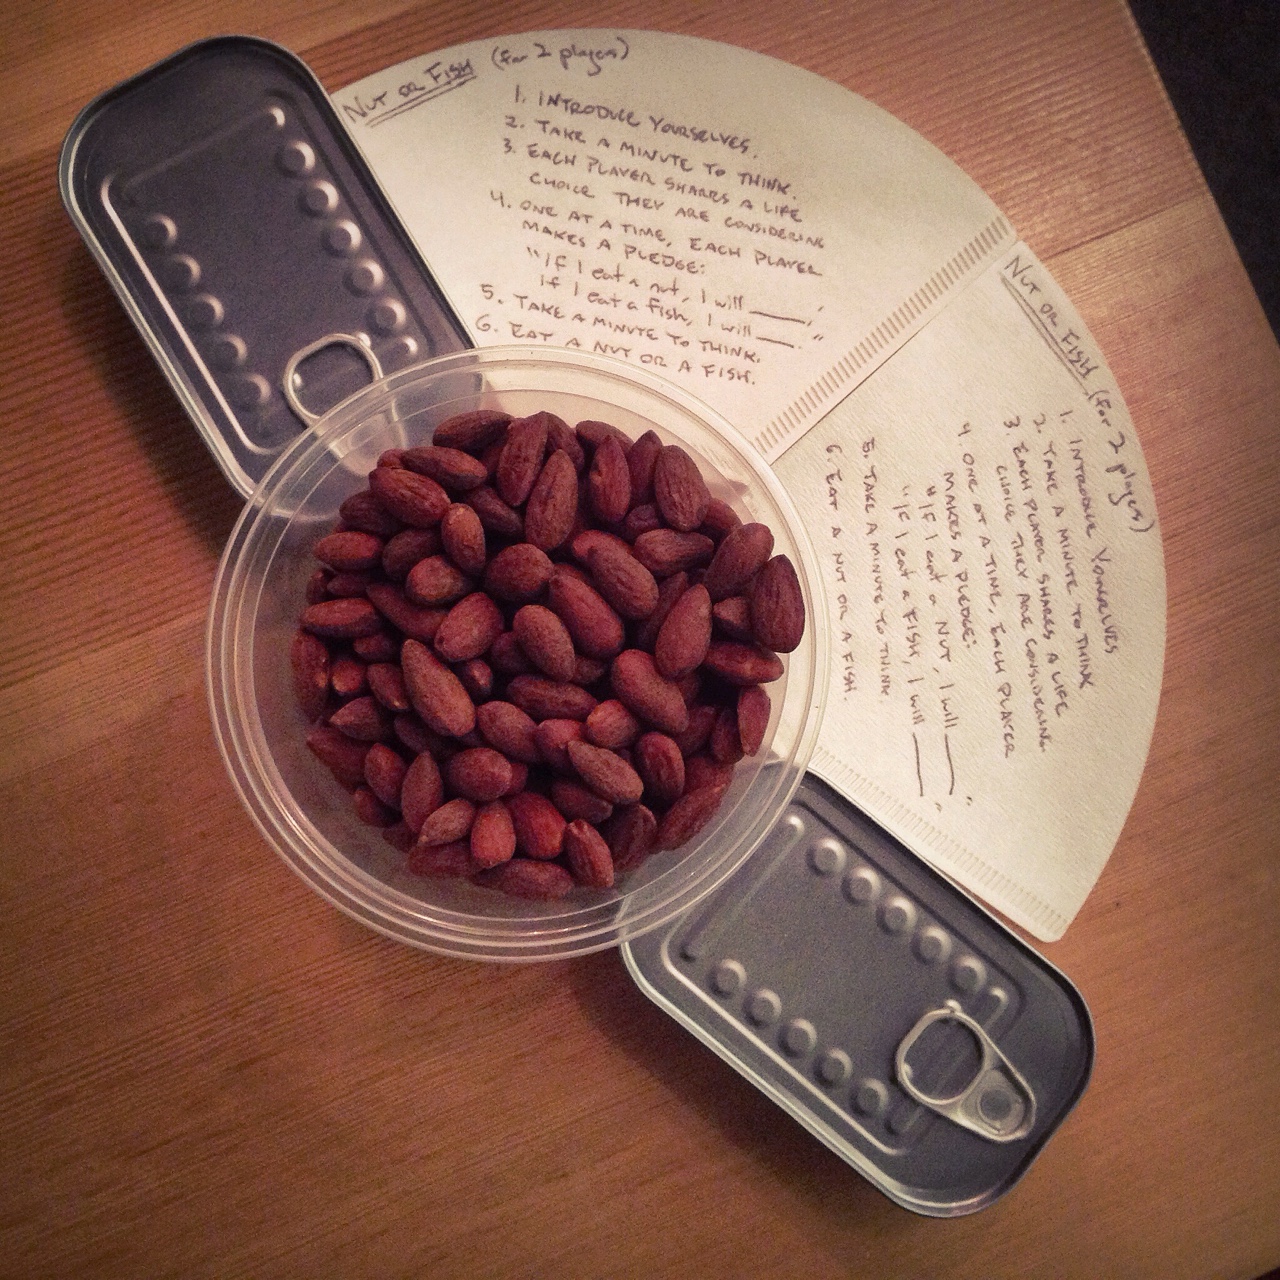 NUT OR FISH (for 2 players)
1. INTRODUCE YOURSELVES.
2. TAKE A MINUTE TO THINK.
3. EACH PLAYER SHARES A LIFE
CHOICE THEY ARE CONSIDERING
4. ONE AT A TIME, EACH PLAYER
MAKES A PLEDGE:
"If I eat a nut, I will ____,
If I eat a fish, I will ____."
5. TAKE A MINUTE TO THINK.
6. EAT A NUT OR A FISH.
NUT OR FISH (for 2 players)
1. INTRODUCE YOURSELVES
2. TAKE A MINUTE TO THINK
3. EACH PLAYER SHARES A LIFE
CHOICE THEY ARE CONSIDERING.
4. ONE AT A TIME, EACH PLAYER
MAKES A PLEDGE:
"If I eat a NUT, I will ____"
"If I eat a FISH, I will ____"
5. TAKE A MINUTE TO THINK.
6. EAT A NUT OR A FISH.